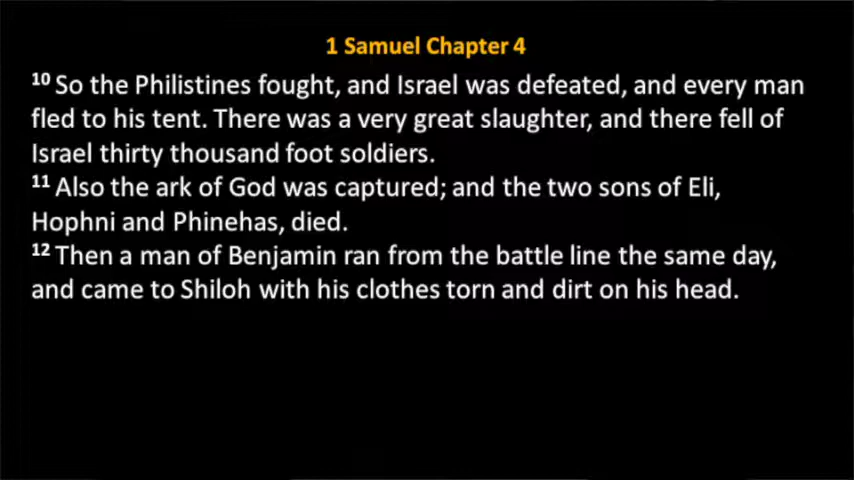 1 Samuel Chapter 4
10 So the Philistines fought, and Israel was defeated, and every man
fled to his tent. There was a very great slaughter, and there fell of
Israel thirty thousand foot soldiers.
11 Also the ark of God was captured; and the two sons of Eli,
Hophni and Phinehas, died.
12 Then a man of Benjamin ran from the battle line the same day,
and came to Shiloh with his clothes torn and dirt on his head.